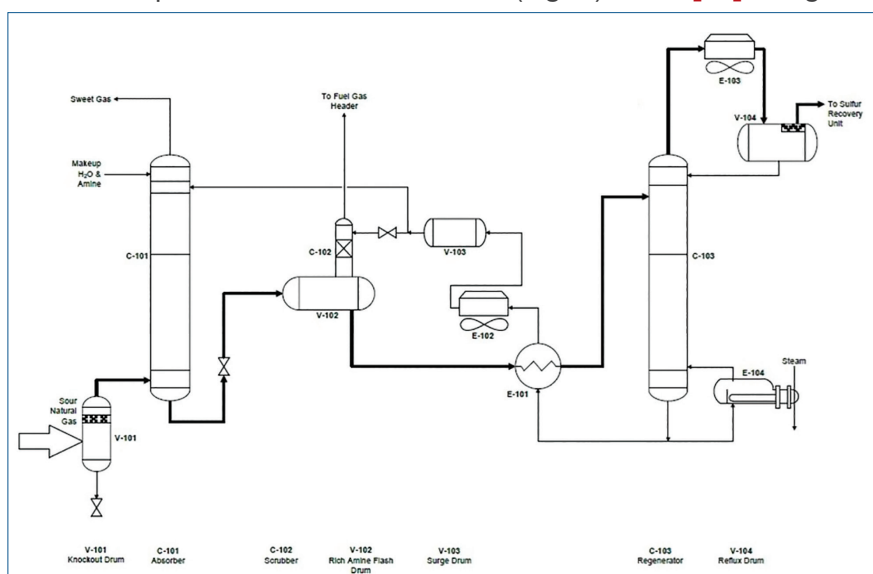 E-103
To Fuel Gas
Header
Sweet Gas
V-104
To Sulfur
Recovery
Unit
Makeup
H₂O &
Amine
C-101
C-102
V-103
C-103
V-102
E-102
Steam
E-104
E-101
Sour
Natural
Gas
V-101
V-101
Knockout Drum
C-101
Absorber
C-102
Scrubber
V-102
Rich Amine Flash
Drum
V-103
Surge Drum
C-103
Regenerator
V-104
Reflux Drum